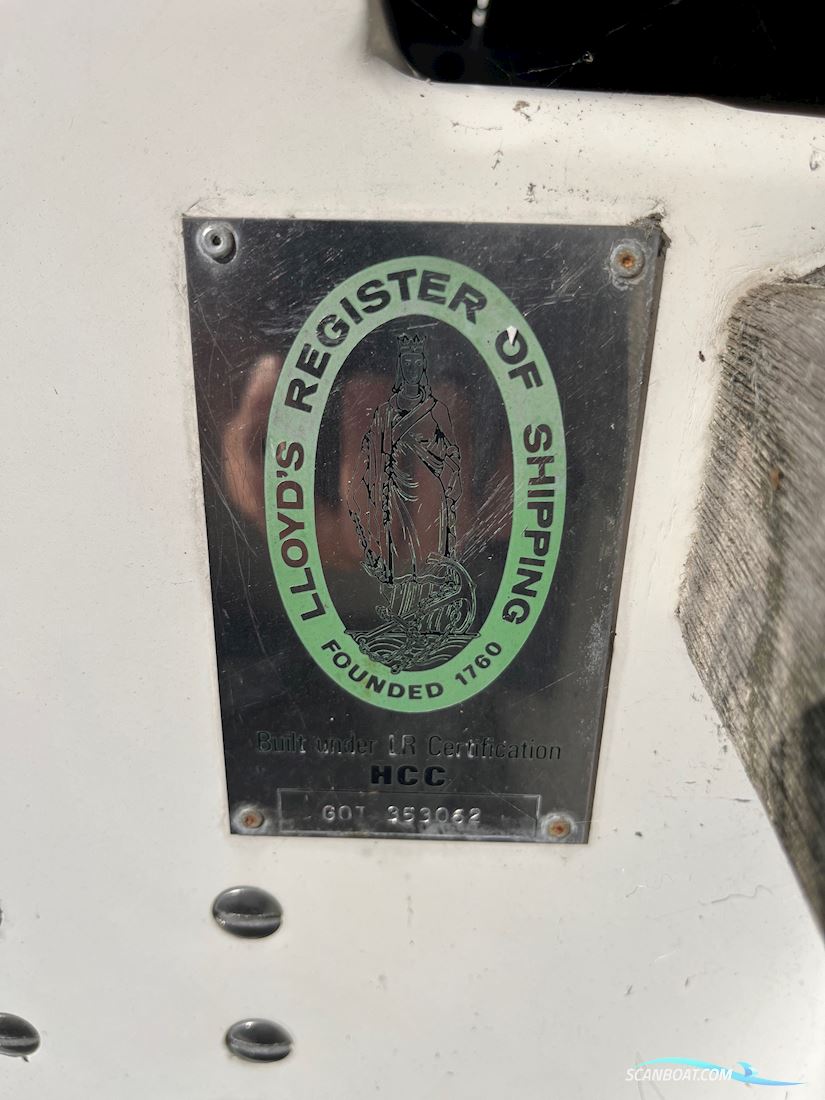 LLOYD'S REGISTER OF SHIPPING
FOUNDED 1760
Built under LR Certification
HCC
GOT 353062
SCANBOAT.COM